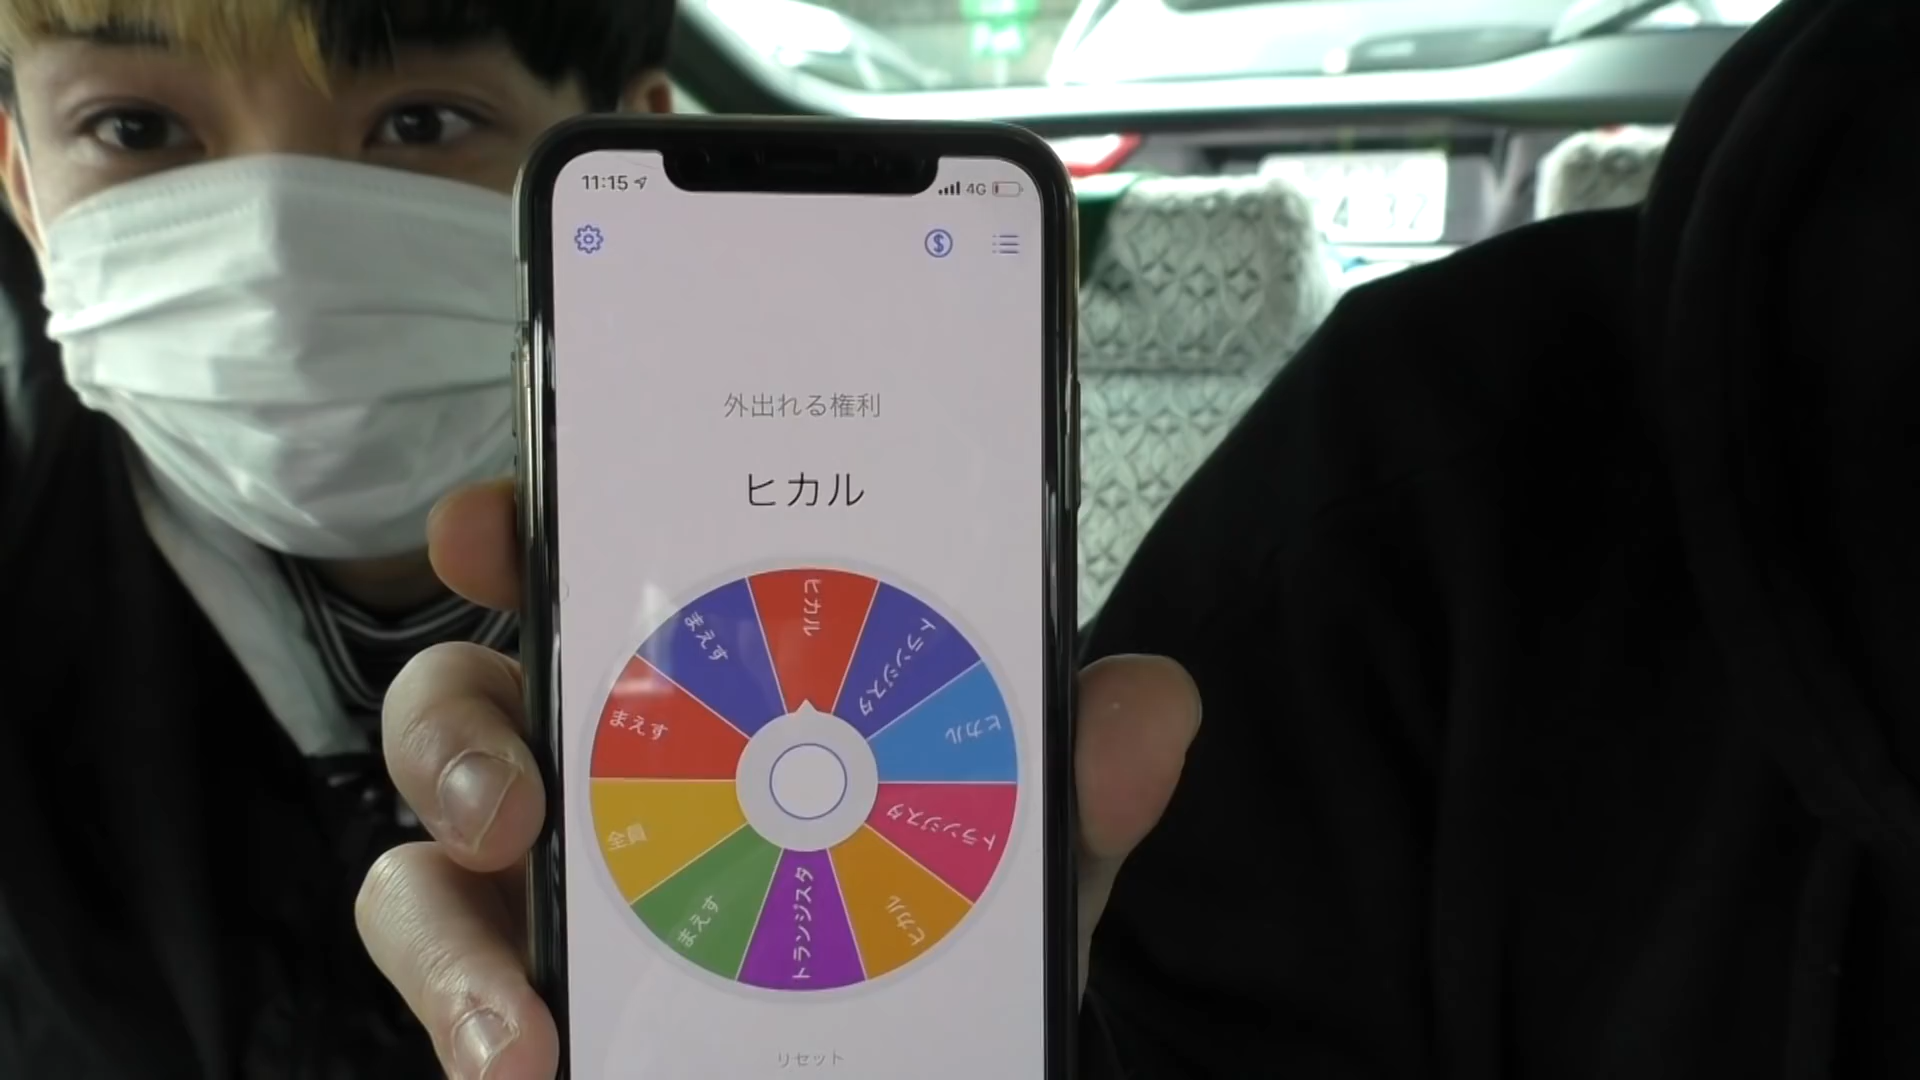 11:15
4G
外出れる権利
ヒカル
ヒカル
トランジスタ
ヒカル
トランジスタ
ヒカル
トランジスタ
まえす
全員
まえす
まえす
リセット